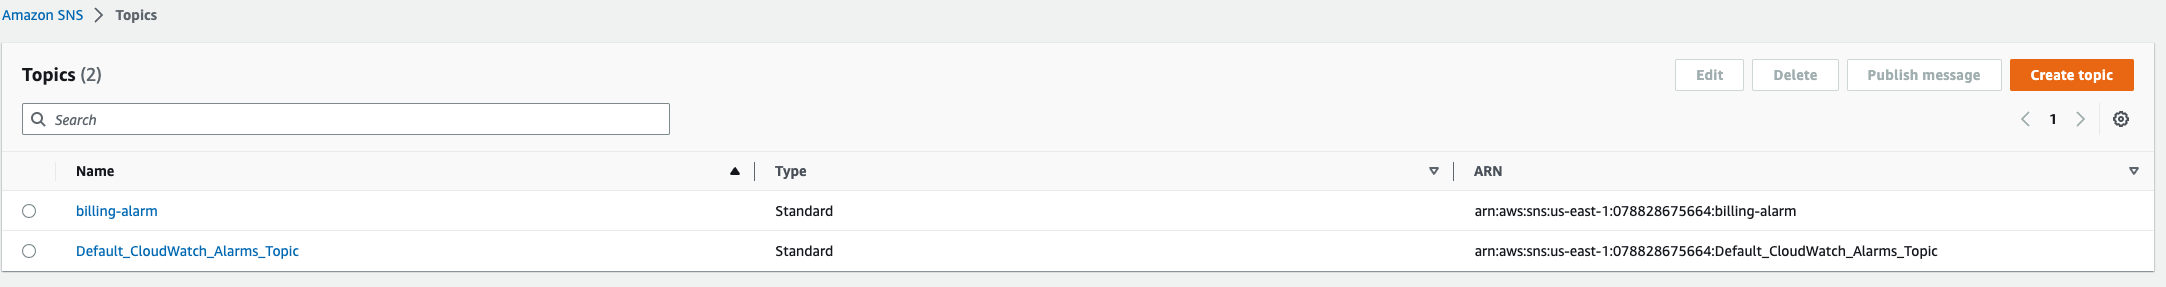 Amazon SNS > Topics
Topics (2)
Edit Delete Publish message Create topic
Search
1
Name Type ARN
billing-alarm Standard arn:aws:sns:us-east-1:078828675664:billing-alarm
Default_CloudWatch_Alarms_Topic Standard arn:aws:sns:us-east-1:078828675664:Default_CloudWatch_Alarms_Topic